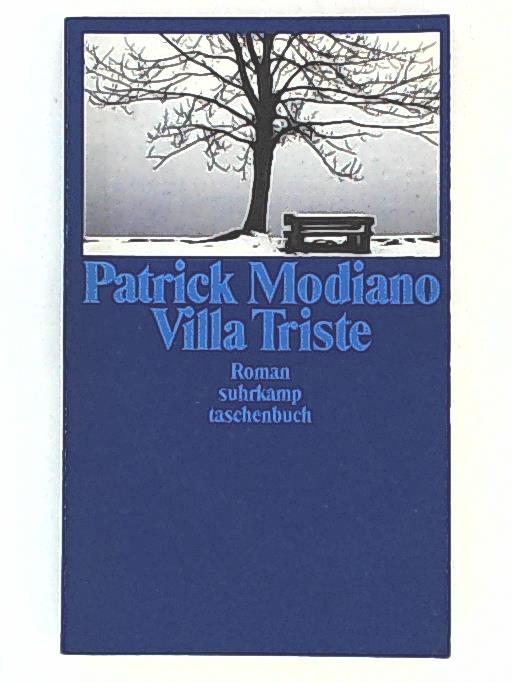 Patrick Modiano
Villa Triste
Roman
suhrkamp
taschenbuch